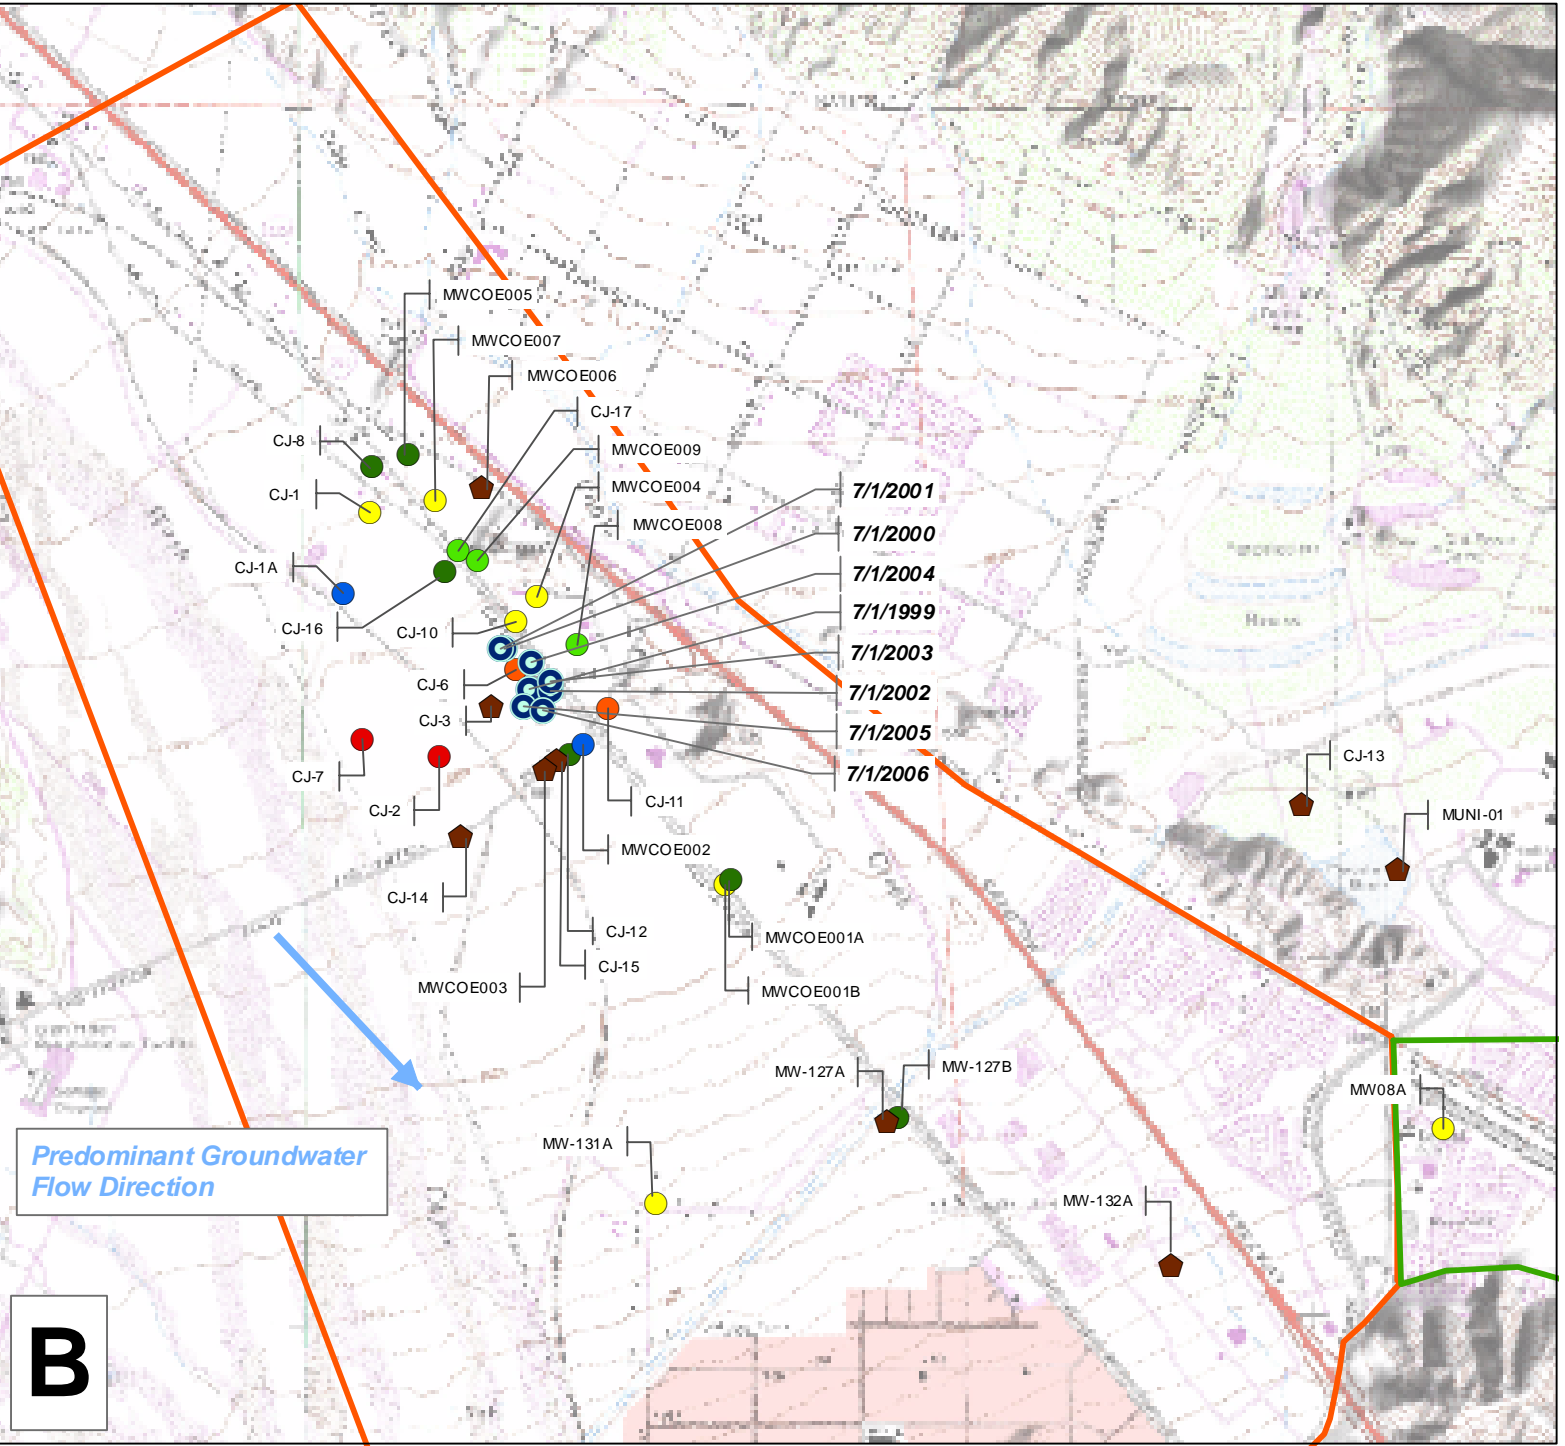 MWCOE005
MWCOE007
MWCOE006
CJ-17
CJ-8
MWCOE009
MWCOE004
CJ-1
7/1/2001
MWCOE008
7/1/2000
CJ-1A
7/1/2004
7/1/1999
CJ-16
CJ-10
7/1/2003
CJ-6
7/1/2002
CJ-3
7/1/2005
CJ-13
CJ-7
7/1/2006
CJ-2
CJ-11
MUNI-01
MWCOE002
CJ-14
CJ-12
MWCOE001A
CJ-15
MWCOE003
MWCOE001B
MW-127A
MW-127B
MW08A
MW-131A
Predominant Groundwater
Flow Direction
MW-132A
B